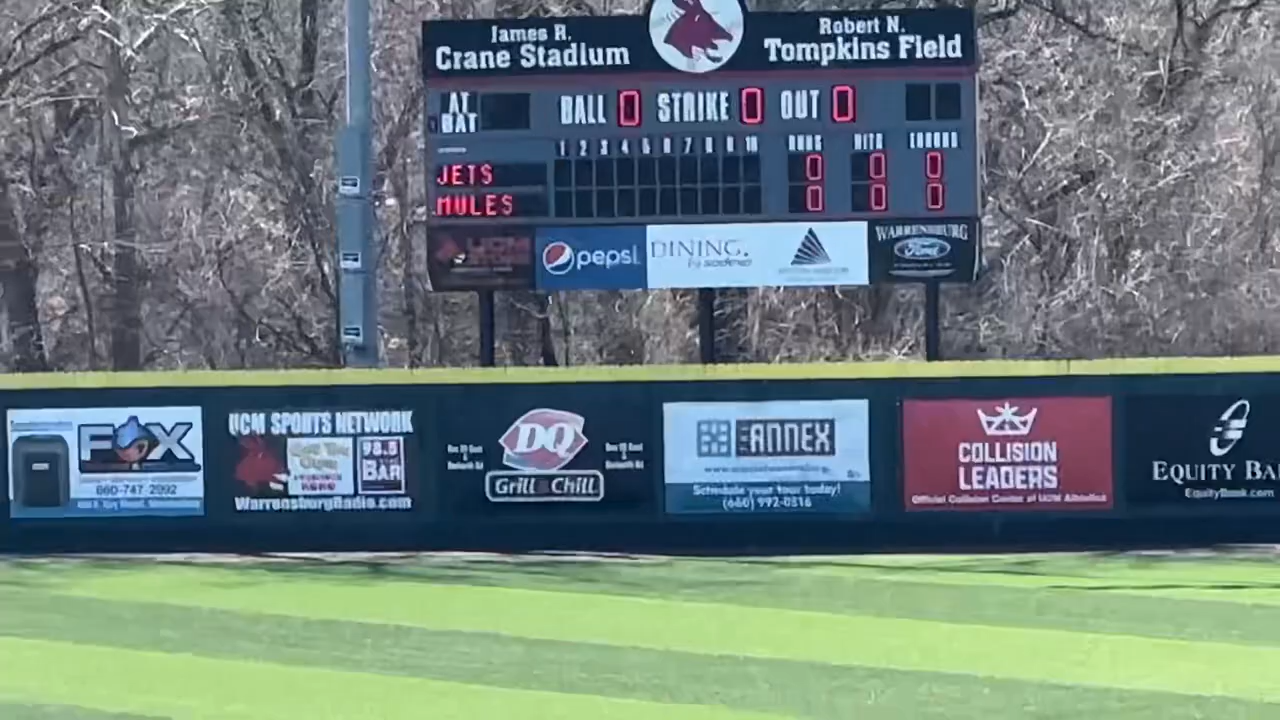 James R.
Crane Stadium
Robert N.
Tompkins Field
AT BAT
BALL 0 STRIKE 0 OUT 0
1 2 3 4 5 6 7 8 9 10 RUNS HITS ERRORS
JETS 0 0 0
MULES 0 0 0
UCM
pepsi
DINING.
by sodexo
WARRENSBURG
Ford
FOX
660-747-2092
UCM SPORTS NETWORK
98.5
BAR
WarrensburgRadio.com
DQ
Grill & Chill
THE ANNEX
Schedule your tour today!
(660) 992-0316
COLLISION
LEADERS
Official Collision Center of UCM Athletics
EQUITY BA
EquityBank.com